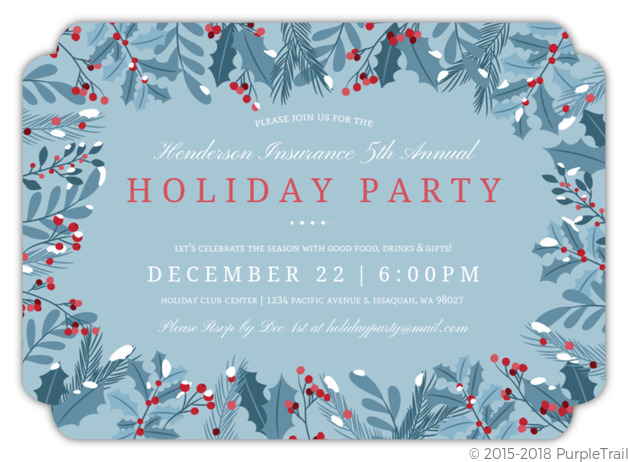 PLEASE JOIN US FOR THE
Henderson Insurance 5th Annual
HOLIDAY PARTY
LET'S CELEBRATE THE SEASON WITH GOOD FOOD, DRINKS & GIFTS!
DECEMBER 22 | 6:00PM
HOLIDAY CLUB CENTER | 1234 PACIFIC AVENUE S. ISSAQUAH, WA 98027
Please Rsvp by Dec 1st at holidayparty@mail.com
© 2015-2018 PurpleTrail